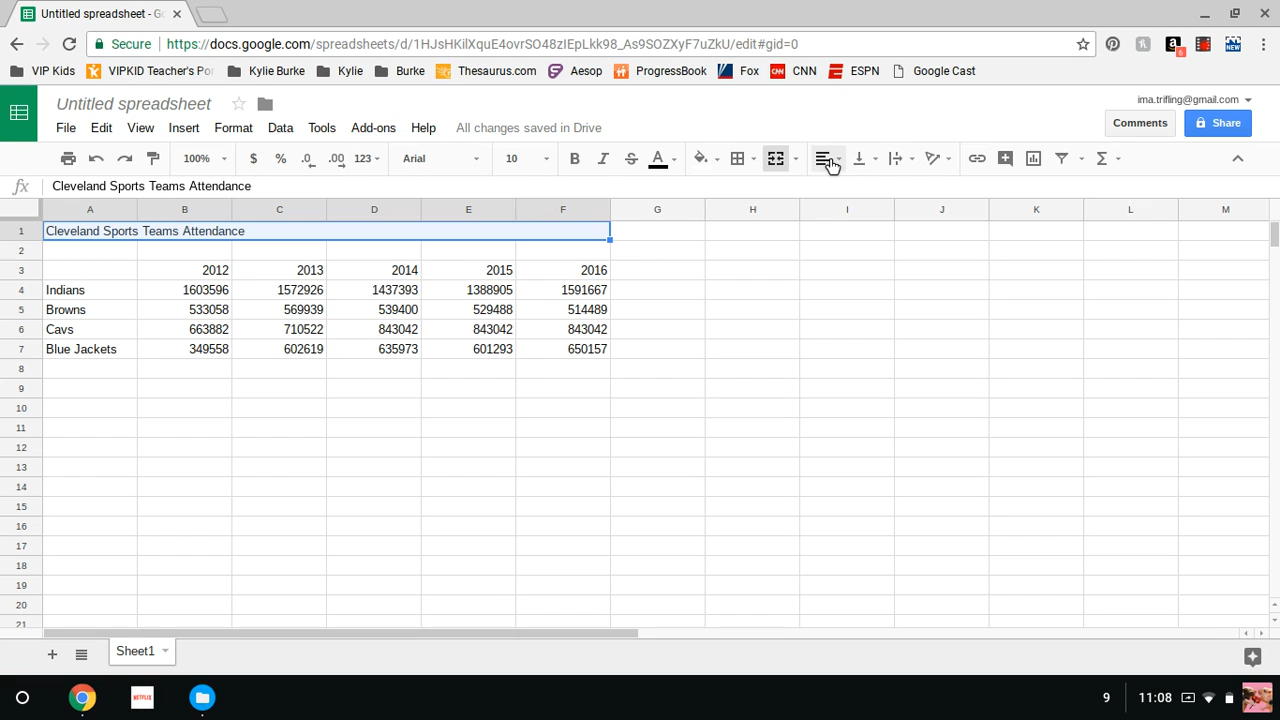 Untitled spreadsheet - Go
Secure https://docs.google.com/spreadsheets/d/1HJsHKilXquE4ovrSO48zIEpLkk98_As9SOZXyF7uZkU/edit#gid=0
6 NEW
VIP Kids VIPKID Teacher's Por Kylie Burke Kylie Burke Thesaurus.com Aesop ProgressBook Fox CNN CNN ESPN Google Cast
Untitled spreadsheet ima.trifling@gmail.com
Comments Share
File Edit View Insert Format Data Tools Add-ons Help All changes saved in Drive
100% $ % .0 .00 123 Arial 10 B I S A Σ
fx Cleveland Sports Teams Attendance
A B C D E F G H I J K L M
1 Cleveland Sports Teams Attendance
2
3 2012 2013 2014 2015 2016
4 Indians 1603596 1572926 1437393 1388905 1591667
5 Browns 533058 569939 539400 529488 514489
6 Cavs 663882 710522 843042 843042 843042
7 Blue Jackets 349558 602619 635973 601293 650157
8
9
10
11
12
13
14
15
16
17
18
19
20
21
Sheet1
NETFLIX 9 11:08